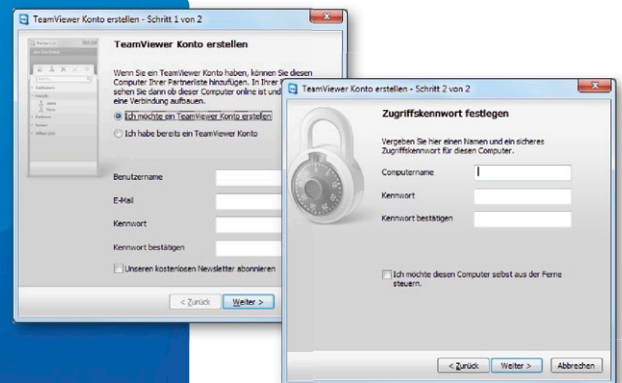 TeamViewer Konto erstellen - Schritt 1 von 2
TeamViewer Konto erstellen
Wenn Sie ein TeamViewer Konto haben, können Sie diesen
Computer Ihrer Partnerliste hinzufügen. In Ihrer
sehen Sie dann ob dieser Computer online ist und
eine Verbindung aufbauen.
Ich möchte ein TeamViewer Konto erstellen
Ich habe bereits ein TeamViewer Konto
Benutzername
E-Mail
Kennwort
Kennwort bestätigen
Unseren kostenlosen Newsletter abonnieren
< Zurück
Weiter >
TeamViewer Konto erstellen - Schritt 2 von 2
Zugriffskennwort festlegen
Vergeben Sie hier einen Namen und ein sicheres
Zugriffskennwort für diesen Computer.
Computername
Kennwort
Kennwort bestätigen
Ich möchte diesen Computer selbst aus der Ferne
steuern.
< Zurück
Weiter >
Abbrechen